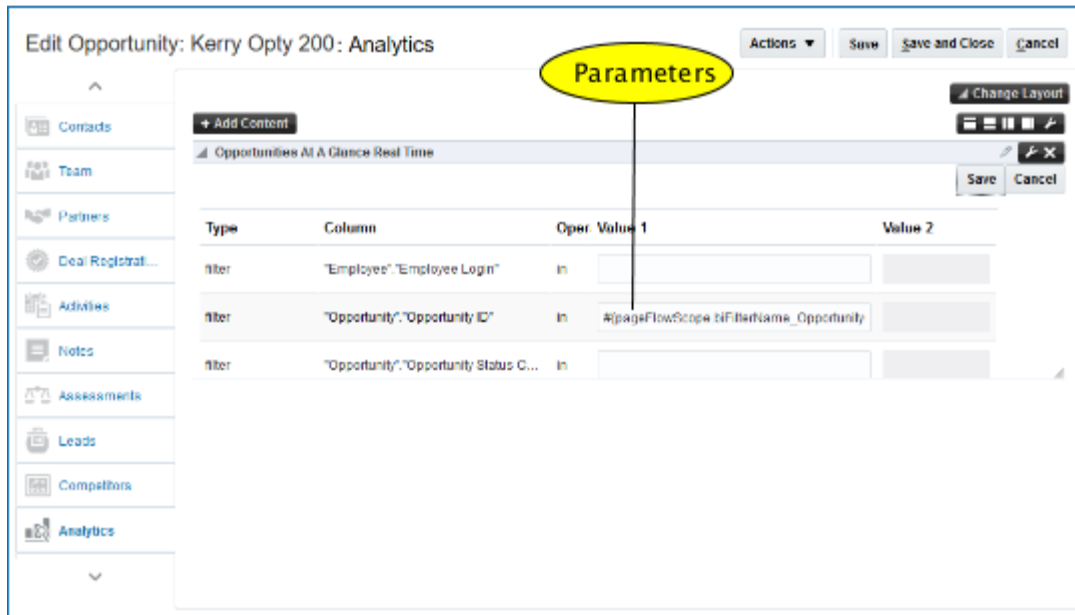 Edit Opportunity: Kerry Opty 200: Analytics
Actions
Save
Save and Close
Cancel
Parameters
Change Layout
+ Add Content
Opportunities At A Glance Real Time
Save
Cancel
Contacts
Team
Partners
Deal Registrati...
Activities
Notes
Assessments
Leads
Competitors
Analytics
Type Column Oper. Value 1 Value 2
filter "Employee"."Employee Login" in
filter "Opportunity"."Opportunity ID" in #{pageFlowScope.biFilterName_Opportunity
filter "Opportunity"."Opportunity Status C... in